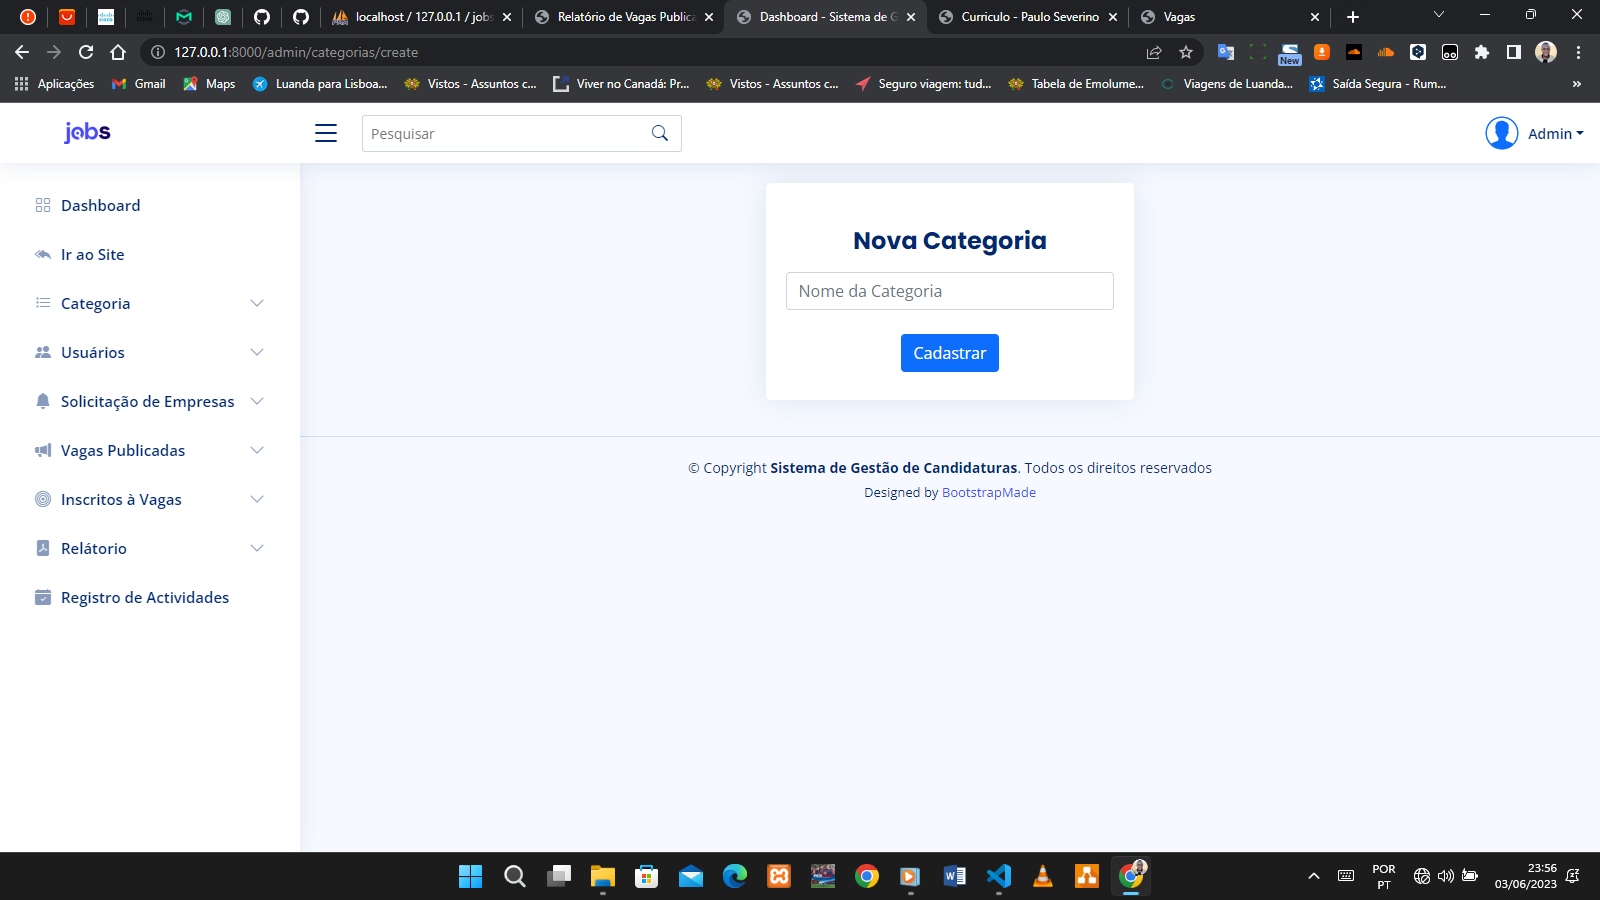 localhost / 127.0.0.1 / jobs
Relatório de Vagas Publica
Dashboard - Sistema de G
Curriculo - Paulo Severino
Vagas
127.0.0.1:8000/admin/categorias/create
New
Aplicações
Gmail
Maps
Luanda para Lisboa...
Vistos - Assuntos c...
Viver no Canadá: Pr...
Vistos - Assuntos c...
Seguro viagem: tud...
Tabela de Emolume...
Viagens de Luanda...
Saída Segura - Rum...
»
jobs
Pesquisar
Admin
Dashboard
Ir ao Site
Categoria
Usuários
Solicitação de Empresas
Vagas Publicadas
Inscritos à Vagas
Relátorio
Registro de Actividades
Nova Categoria
Nome da Categoria
Cadastrar
© Copyright Sistema de Gestão de Candidaturas. Todos os direitos reservados
Designed by BootstrapMade
POR
PT
23:56
03/06/2023